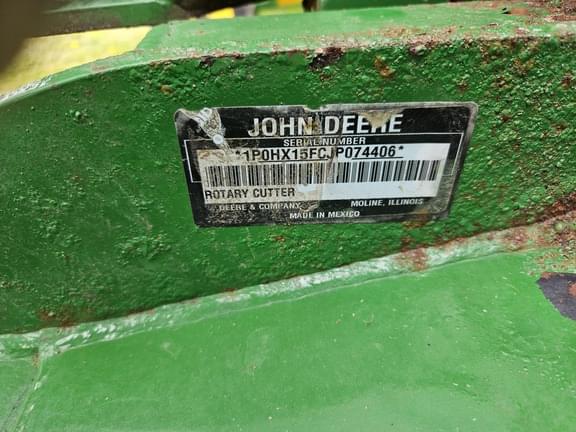 JOHN DEERE
SERIAL NUMBER
*1P0HX15FCJP074406*
ROTARY CUTTER
DEERE & COMPANY MOLINE, ILLINOIS
MADE IN MEXICO